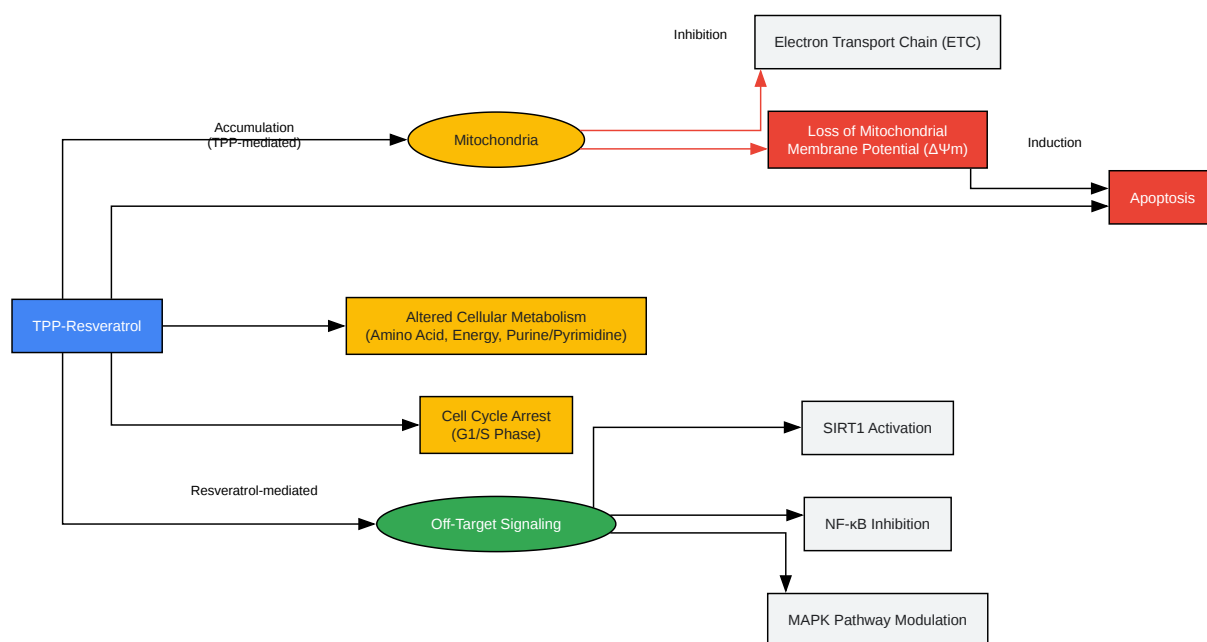 Inhibition
Electron Transport Chain (ETC)
Accumulation
(TPP-mediated)
Mitochondria
Loss of Mitochondrial
Membrane Potential (ΔΨm)
Induction
Apoptosis
TPP-Resveratrol
Altered Cellular Metabolism
(Amino Acid, Energy, Purine/Pyrimidine)
Cell Cycle Arrest
(G1/S Phase)
SIRT1 Activation
Resveratrol-mediated
Off-Target Signaling
NF-κB Inhibition
MAPK Pathway Modulation